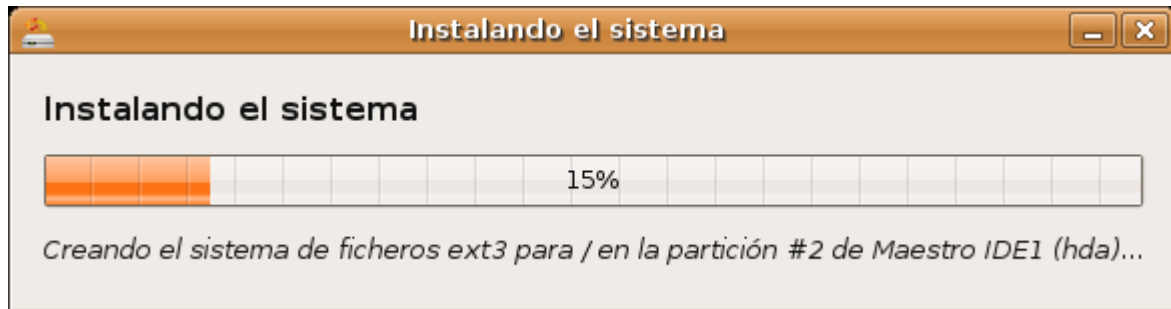 Instalando el sistema
Instalando el sistema
15%
Creando el sistema de ficheros ext3 para / en la partición #2 de Maestro IDE1 (hda)...